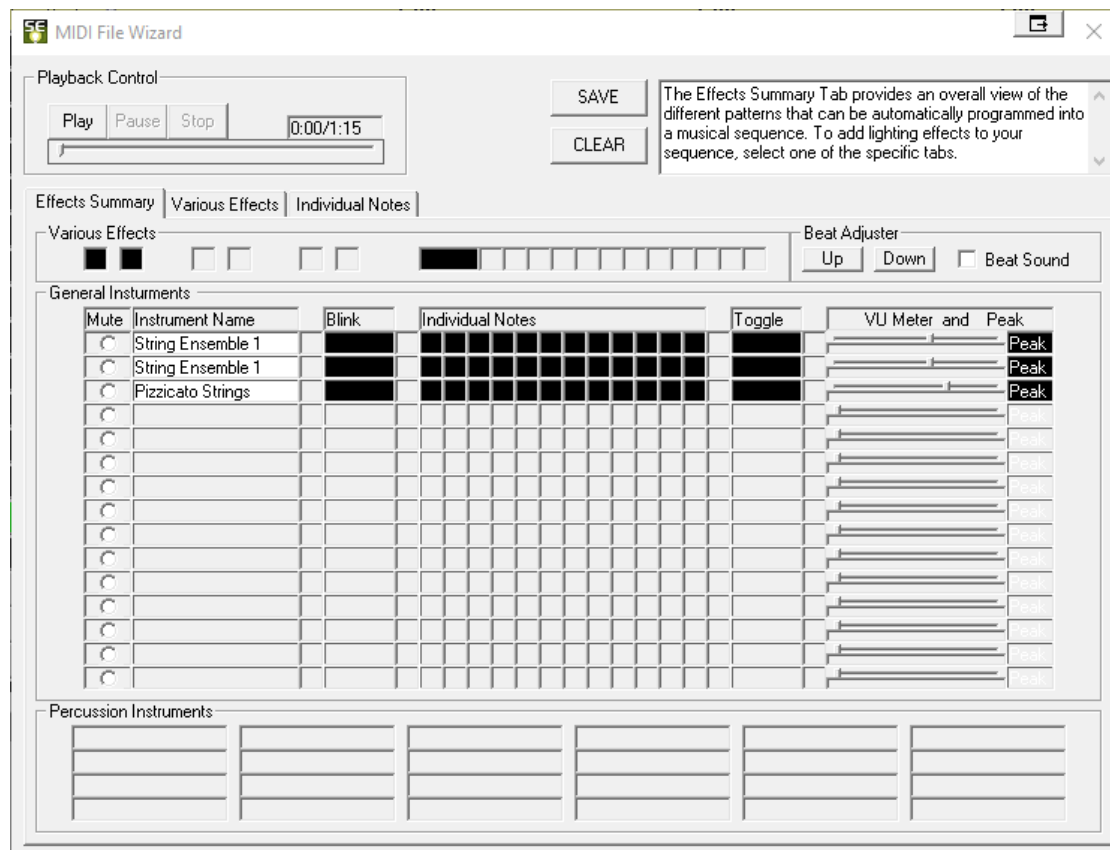 SE
MIDI File Wizard
Playback Control
Play Pause Stop 0:00/1:15
SAVE
CLEAR
The Effects Summary Tab provides an overall view of the
different patterns that can be automatically programmed into
a musical sequence. To add lighting effects to your
sequence, select one of the specific tabs.
Effects Summary Various Effects Individual Notes
Various Effects
Beat Adjuster
Up Down Beat Sound
General Insturments
Mute Instrument Name Blink Individual Notes Toggle VU Meter and Peak
String Ensemble 1 Peak
String Ensemble 1 Peak
Pizzicato Strings Peak
Peak
Peak
Peak
Peak
Peak
Peak
Peak
Peak
Peak
Peak
Peak
Peak
Percussion Instruments